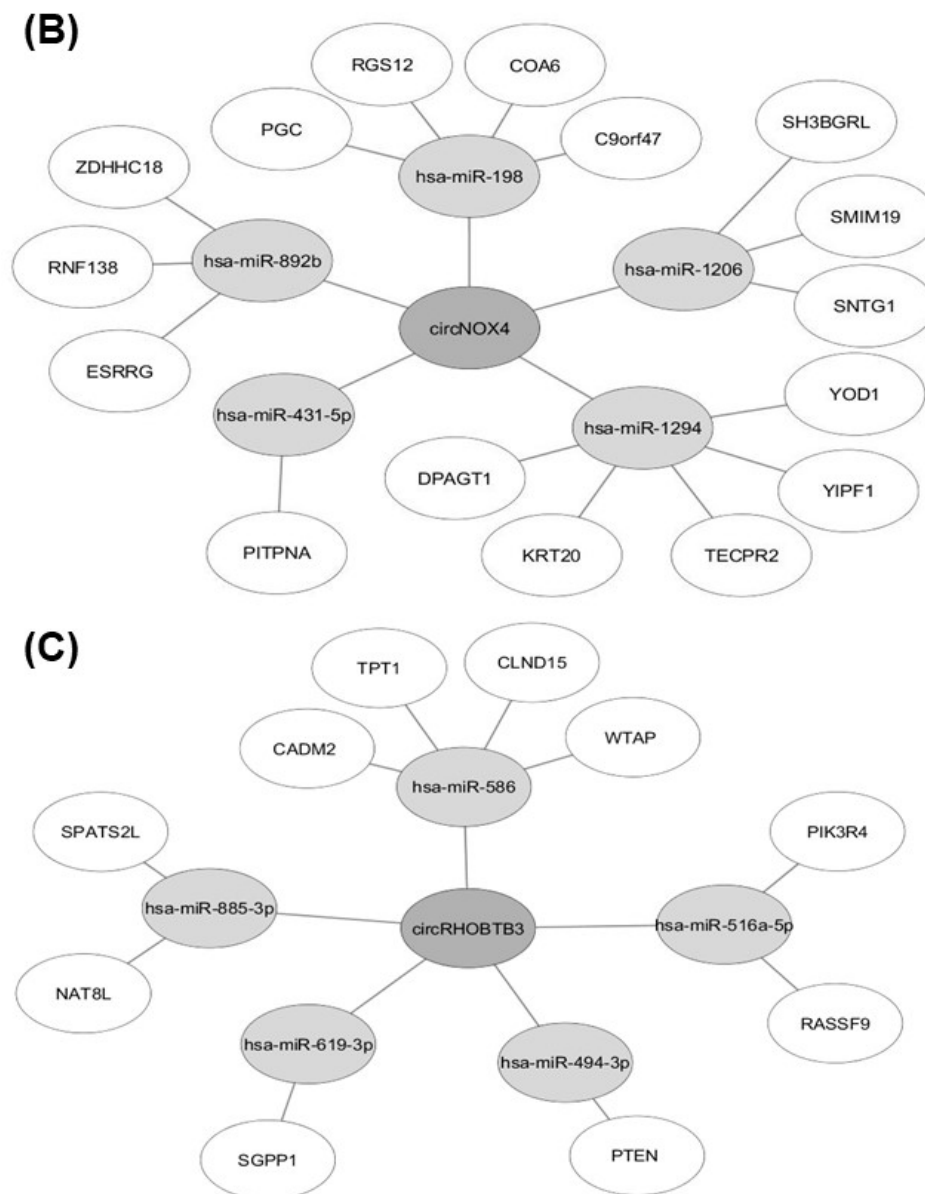 (B)
RGS12
COA6
PGC
C9orf47
SH3BGRL
hsa-miR-198
ZDHHC18
SMIM19
RNF138
hsa-miR-892b
hsa-miR-1206
SNTG1
circNOX4
ESRRG
YOD1
hsa-miR-431-5p
hsa-miR-1294
DPAGT1
YIPF1
PITPNA
KRT20
TECPR2
(C)
TPT1
CLND15
CADM2
WTAP
hsa-miR-586
SPATS2L
PIK3R4
hsa-miR-885-3p
circRHOBTB3
hsa-miR-516a-5p
NAT8L
RASSF9
hsa-miR-619-3p
hsa-miR-494-3p
SGPP1
PTEN